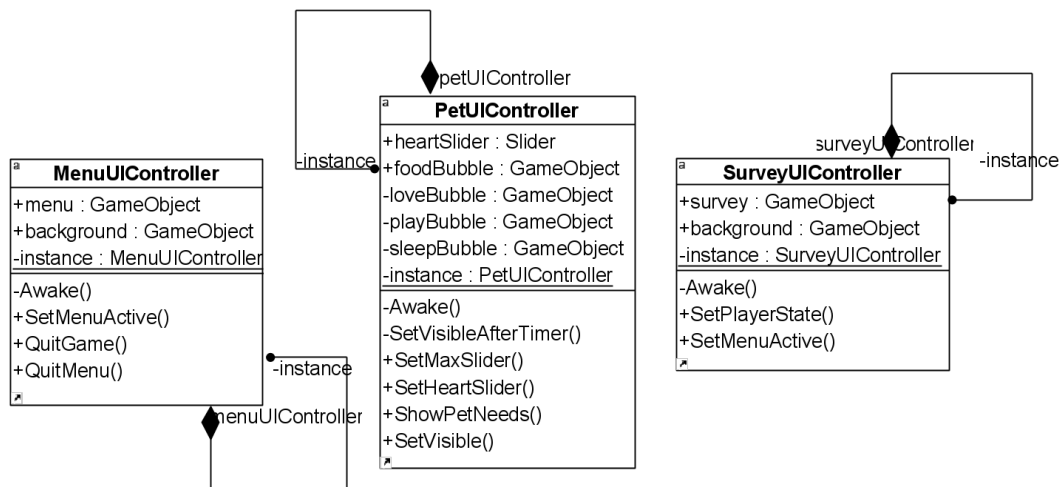 petUIController
a
PetUIController
+heartSlider : Slider
+foodBubble : GameObject
-loveBubble : GameObject
-playBubble : GameObject
-sleepBubble : GameObject
-instance : PetUIController
-Awake()
-SetVisibleAfterTimer()
+SetMaxSlider()
+SetHeartSlider()
+ShowPetNeeds()
+SetVisible()
-instance
a
MenuUIController
+menu : GameObject
+background : GameObject
-instance : MenuUIController
-Awake()
+SetMenuActive()
+QuitGame()
+QuitMenu()
-instance
menuUIController
surveyUIController
-instance
a
SurveyUIController
+survey : GameObject
+background : GameObject
-instance : SurveyUIController
-Awake()
+SetPlayerState()
+SetMenuActive()